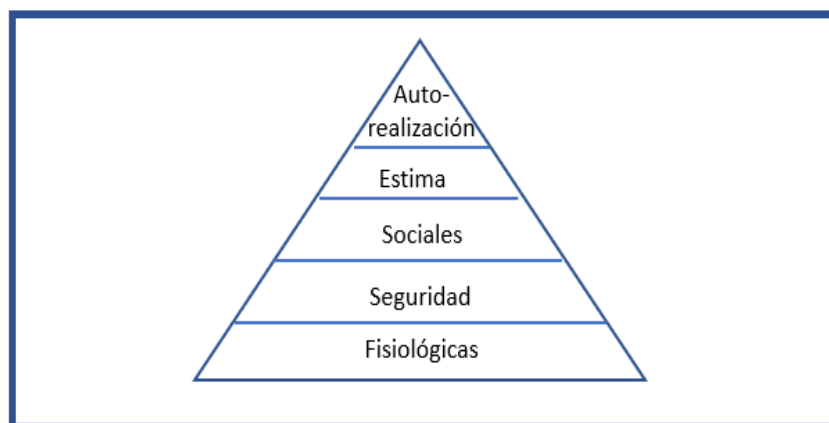 Auto-
realización
Estima
Sociales
Seguridad
Fisiológicas